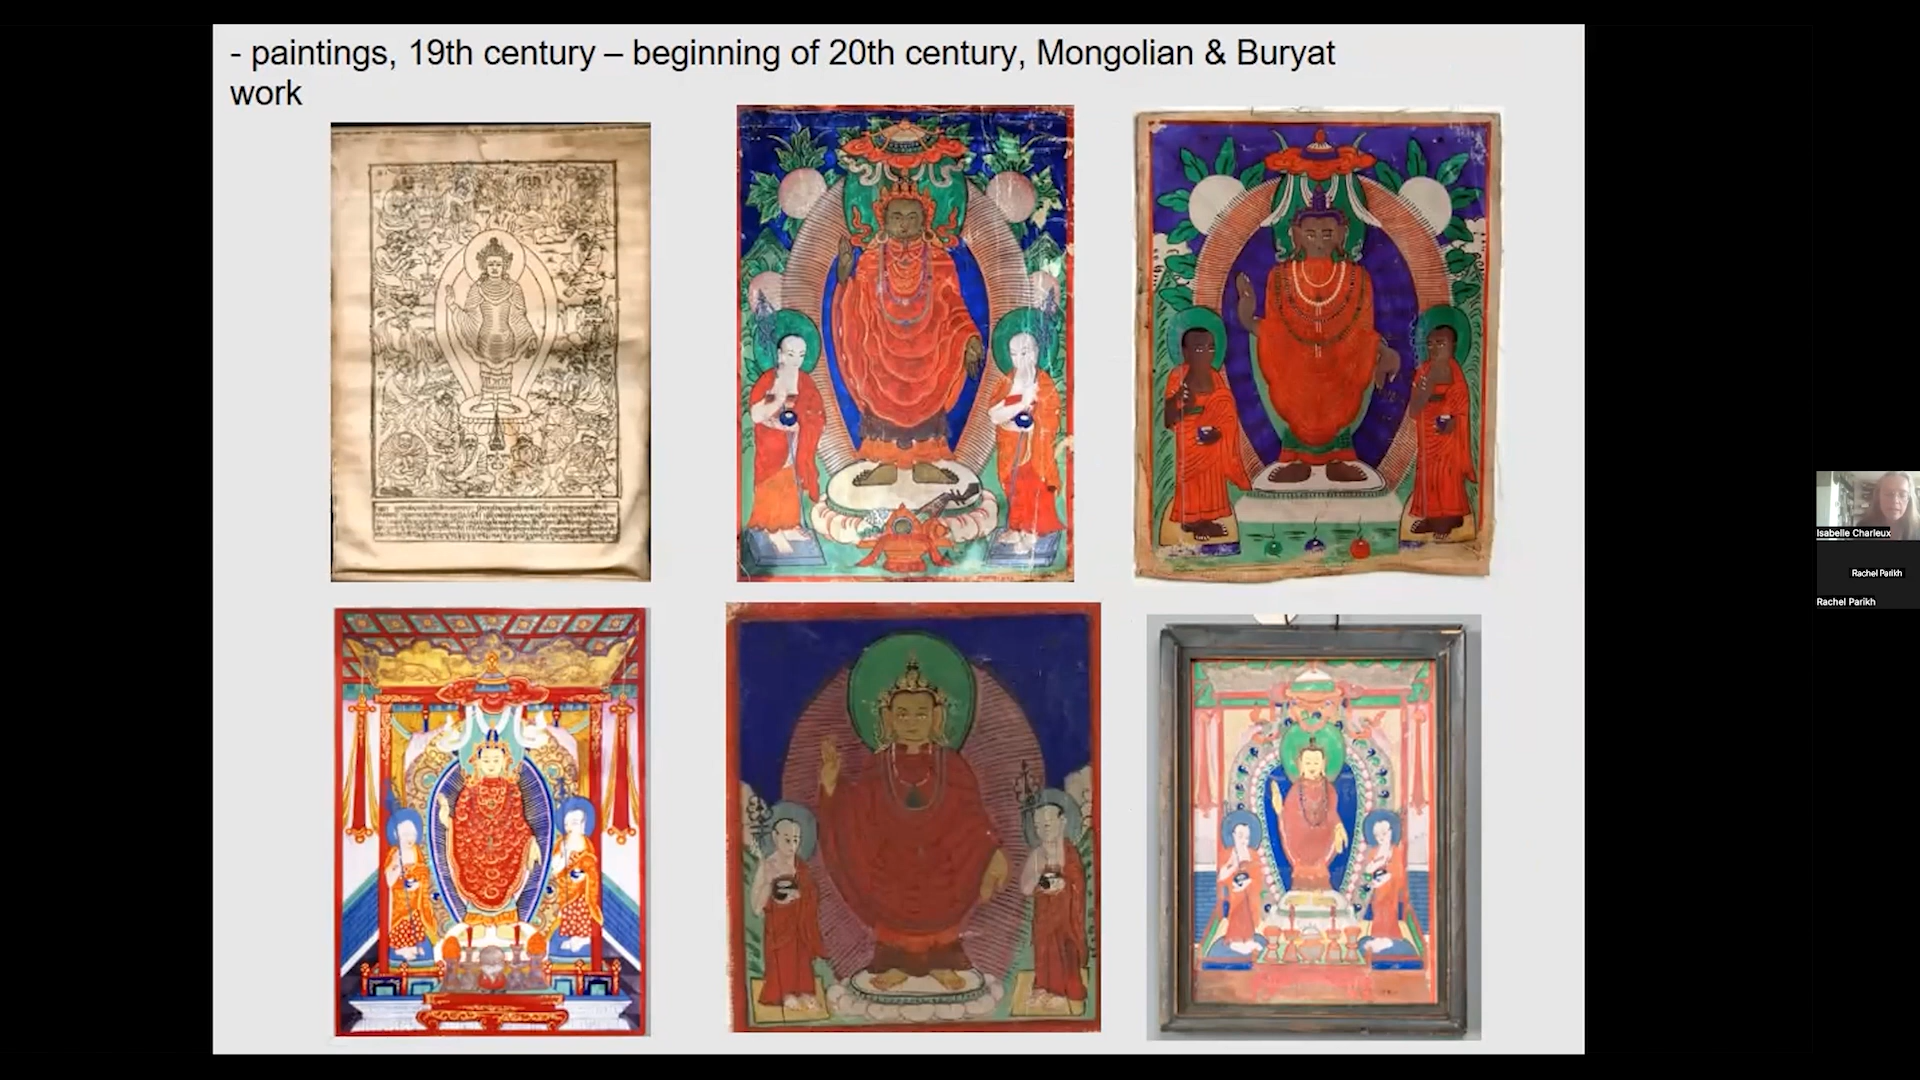 - paintings, 19th century – beginning of 20th century, Mongolian & Buryat
work
Isabelle Charleux
Rachel Parikh
Rachel Parikh